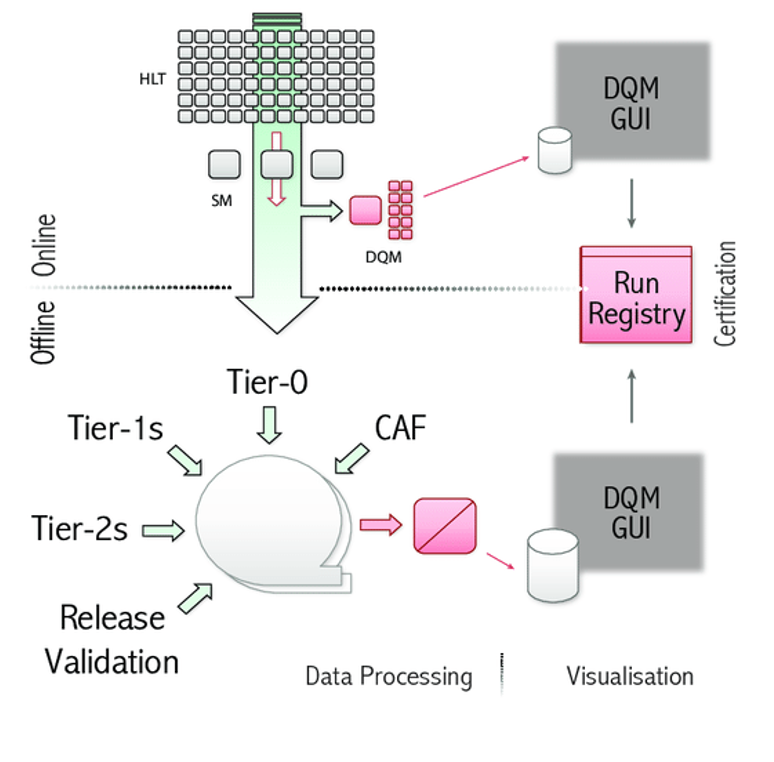 HLT
DQM
GUI
SM
DQM
Online
Offline
Run
Registry
Certification
Tier-0
Tier-1s
CAF
Tier-2s
DQM
GUI
Release
Validation
Data Processing
Visualisation